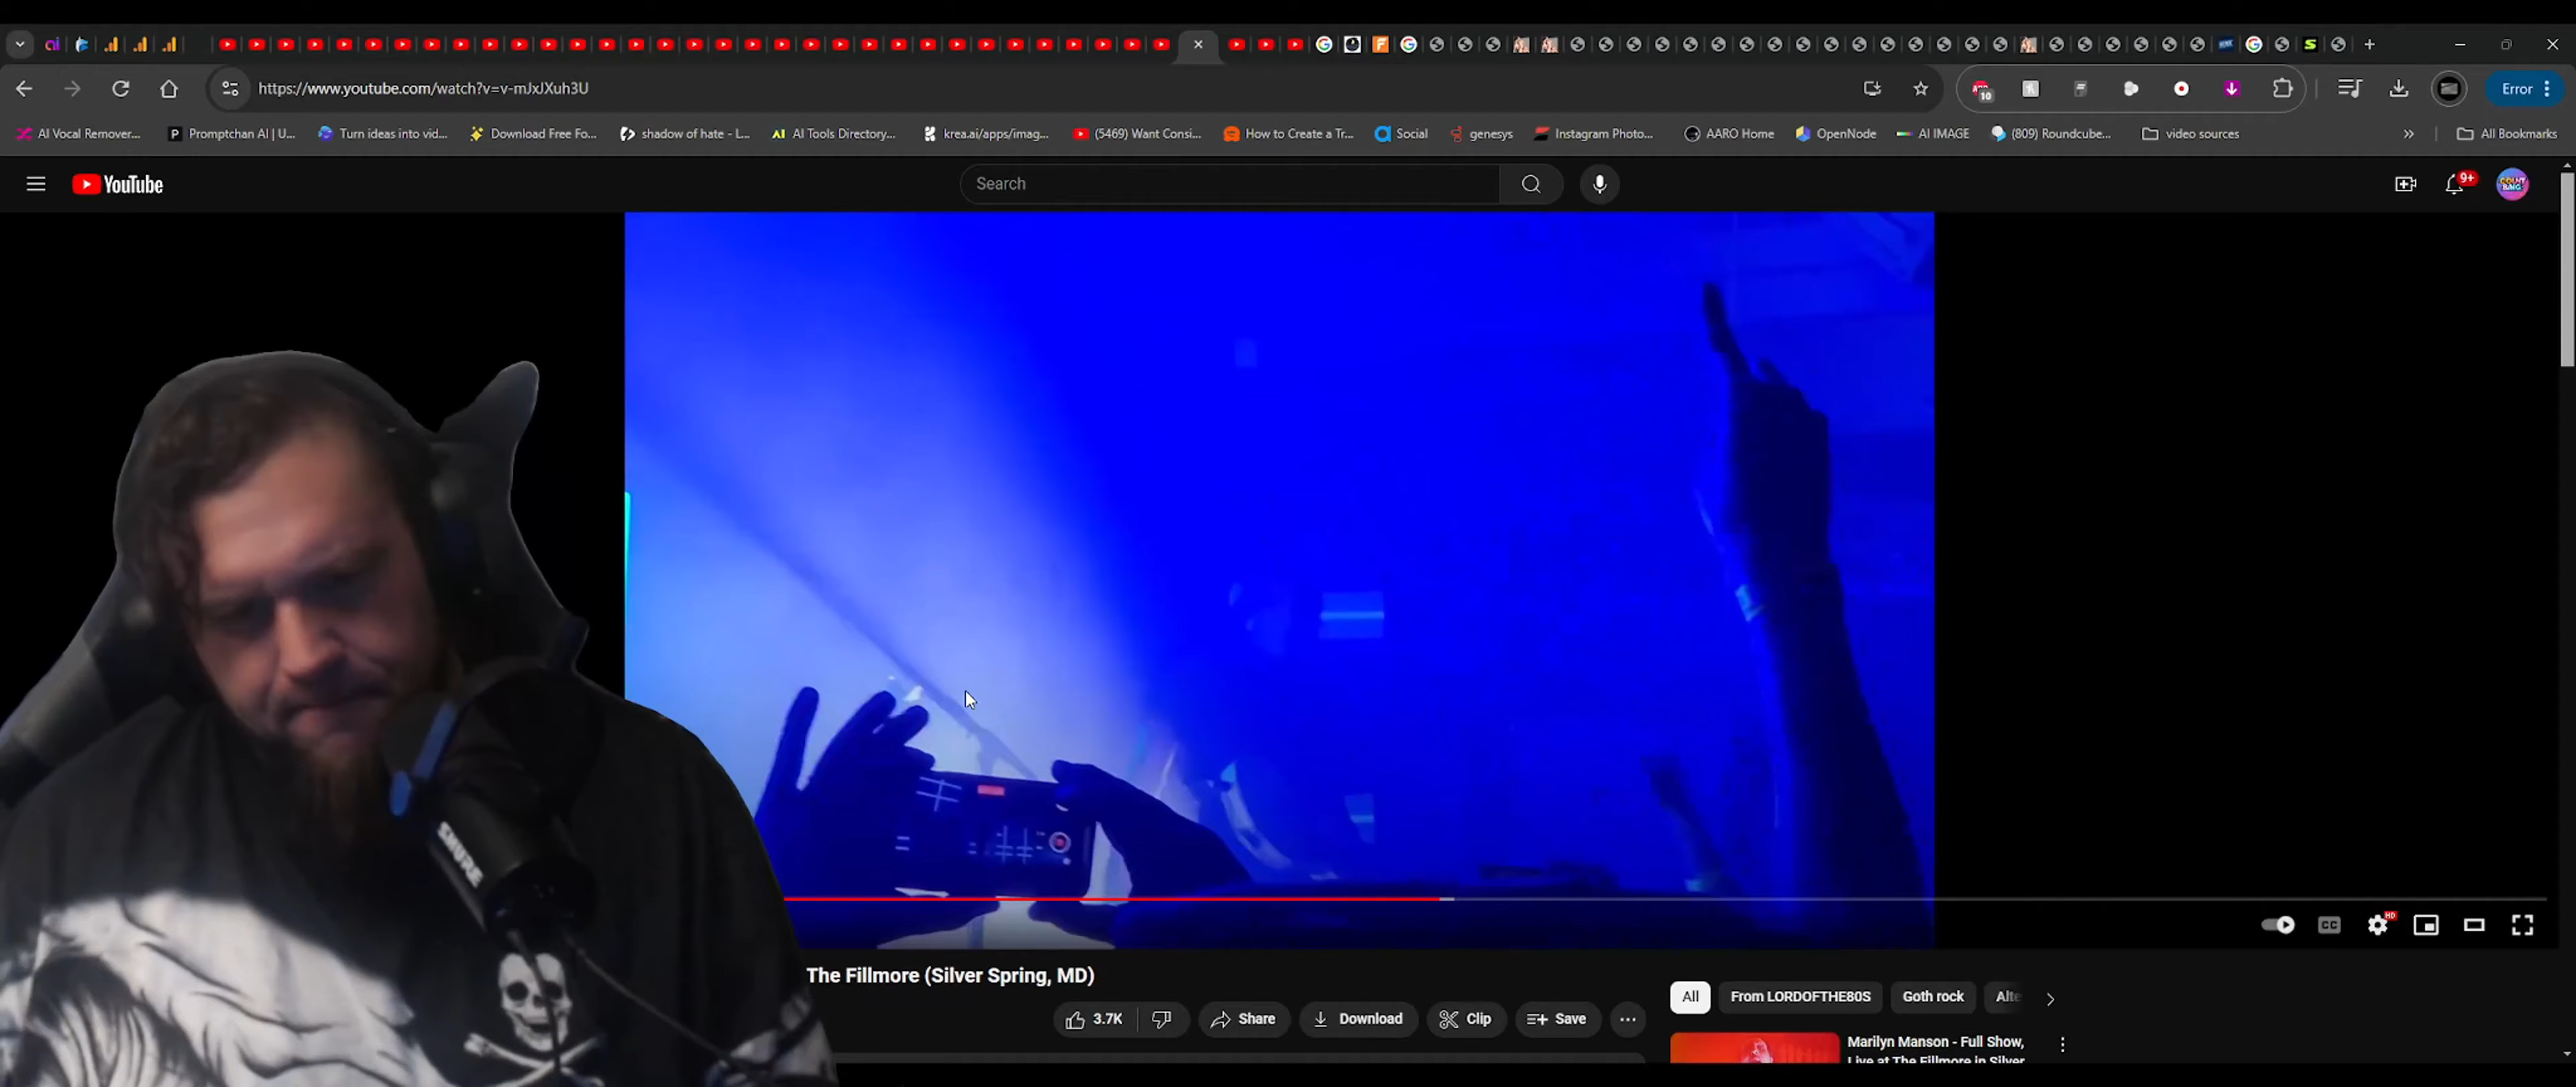 https://www.youtube.com/watch?v=v-mJxJXuh3U
10
Error
AI Vocal Remover...
Promptchan AI | U...
Turn ideas into vid...
Download Free Fo...
shadow of hate - L...
AI Tools Directory...
krea.ai/apps/imag...
(5469) Want Consi...
How to Create a Tr...
Social
genesys
Instagram Photo...
AARO Home
OpenNode
AI IMAGE
(809) Roundcube...
video sources
All Bookmarks
YouTube
Search
9+
SHURE
CC
HD
The Fillmore (Silver Spring, MD)
3.7K
Share
Download
Clip
Save
All
From LORDOFTHE80S
Goth rock
Alte
Marilyn Manson - Full Show,
Live at The Fillmore in Silver